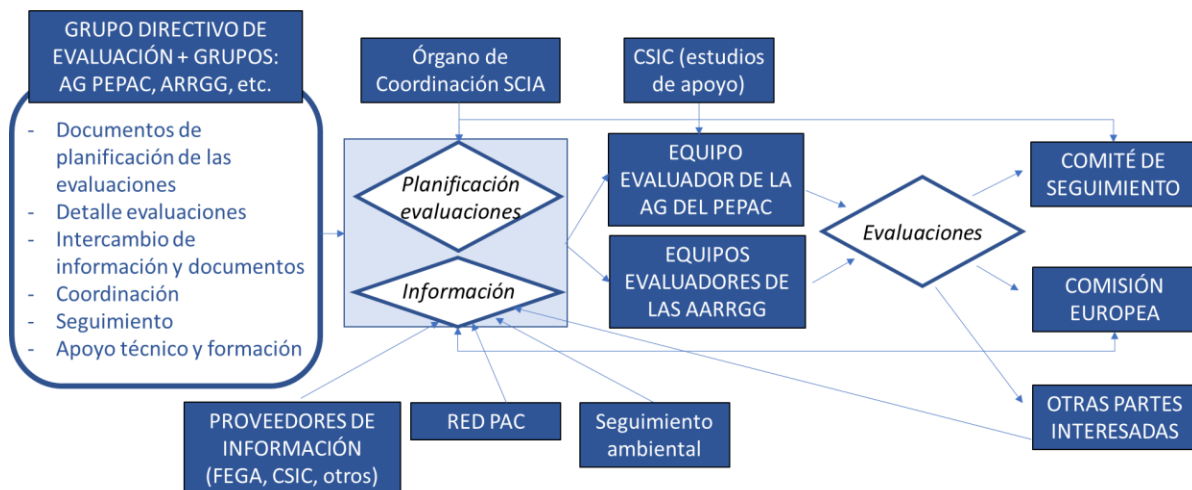 GRUPO DIRECTIVO DE
EVALUACIÓN + GRUPOS:
AG PEPAC, ARRGG, etc.
- Documentos de
planificación de las
evaluaciones
- Detalle evaluaciones
- Intercambio de
información y documentos
- Coordinación
- Seguimiento
- Apoyo técnico y formación
Órgano de
Coordinación SCIA
CSIC (estudios
de apoyo)
Planificación
evaluaciones
Información
EQUIPO
EVALUADOR DE LA
AG DEL PEPAC
EQUIPOS
EVALUADORES DE
LAS AARRGG
Evaluaciones
COMITÉ DE
SEGUIMIENTO
COMISIÓN
EUROPEA
OTRAS PARTES
INTERESADAS
PROVEEDORES DE
INFORMACIÓN
(FEGA, CSIC, otros)
RED PAC
Seguimiento
ambiental